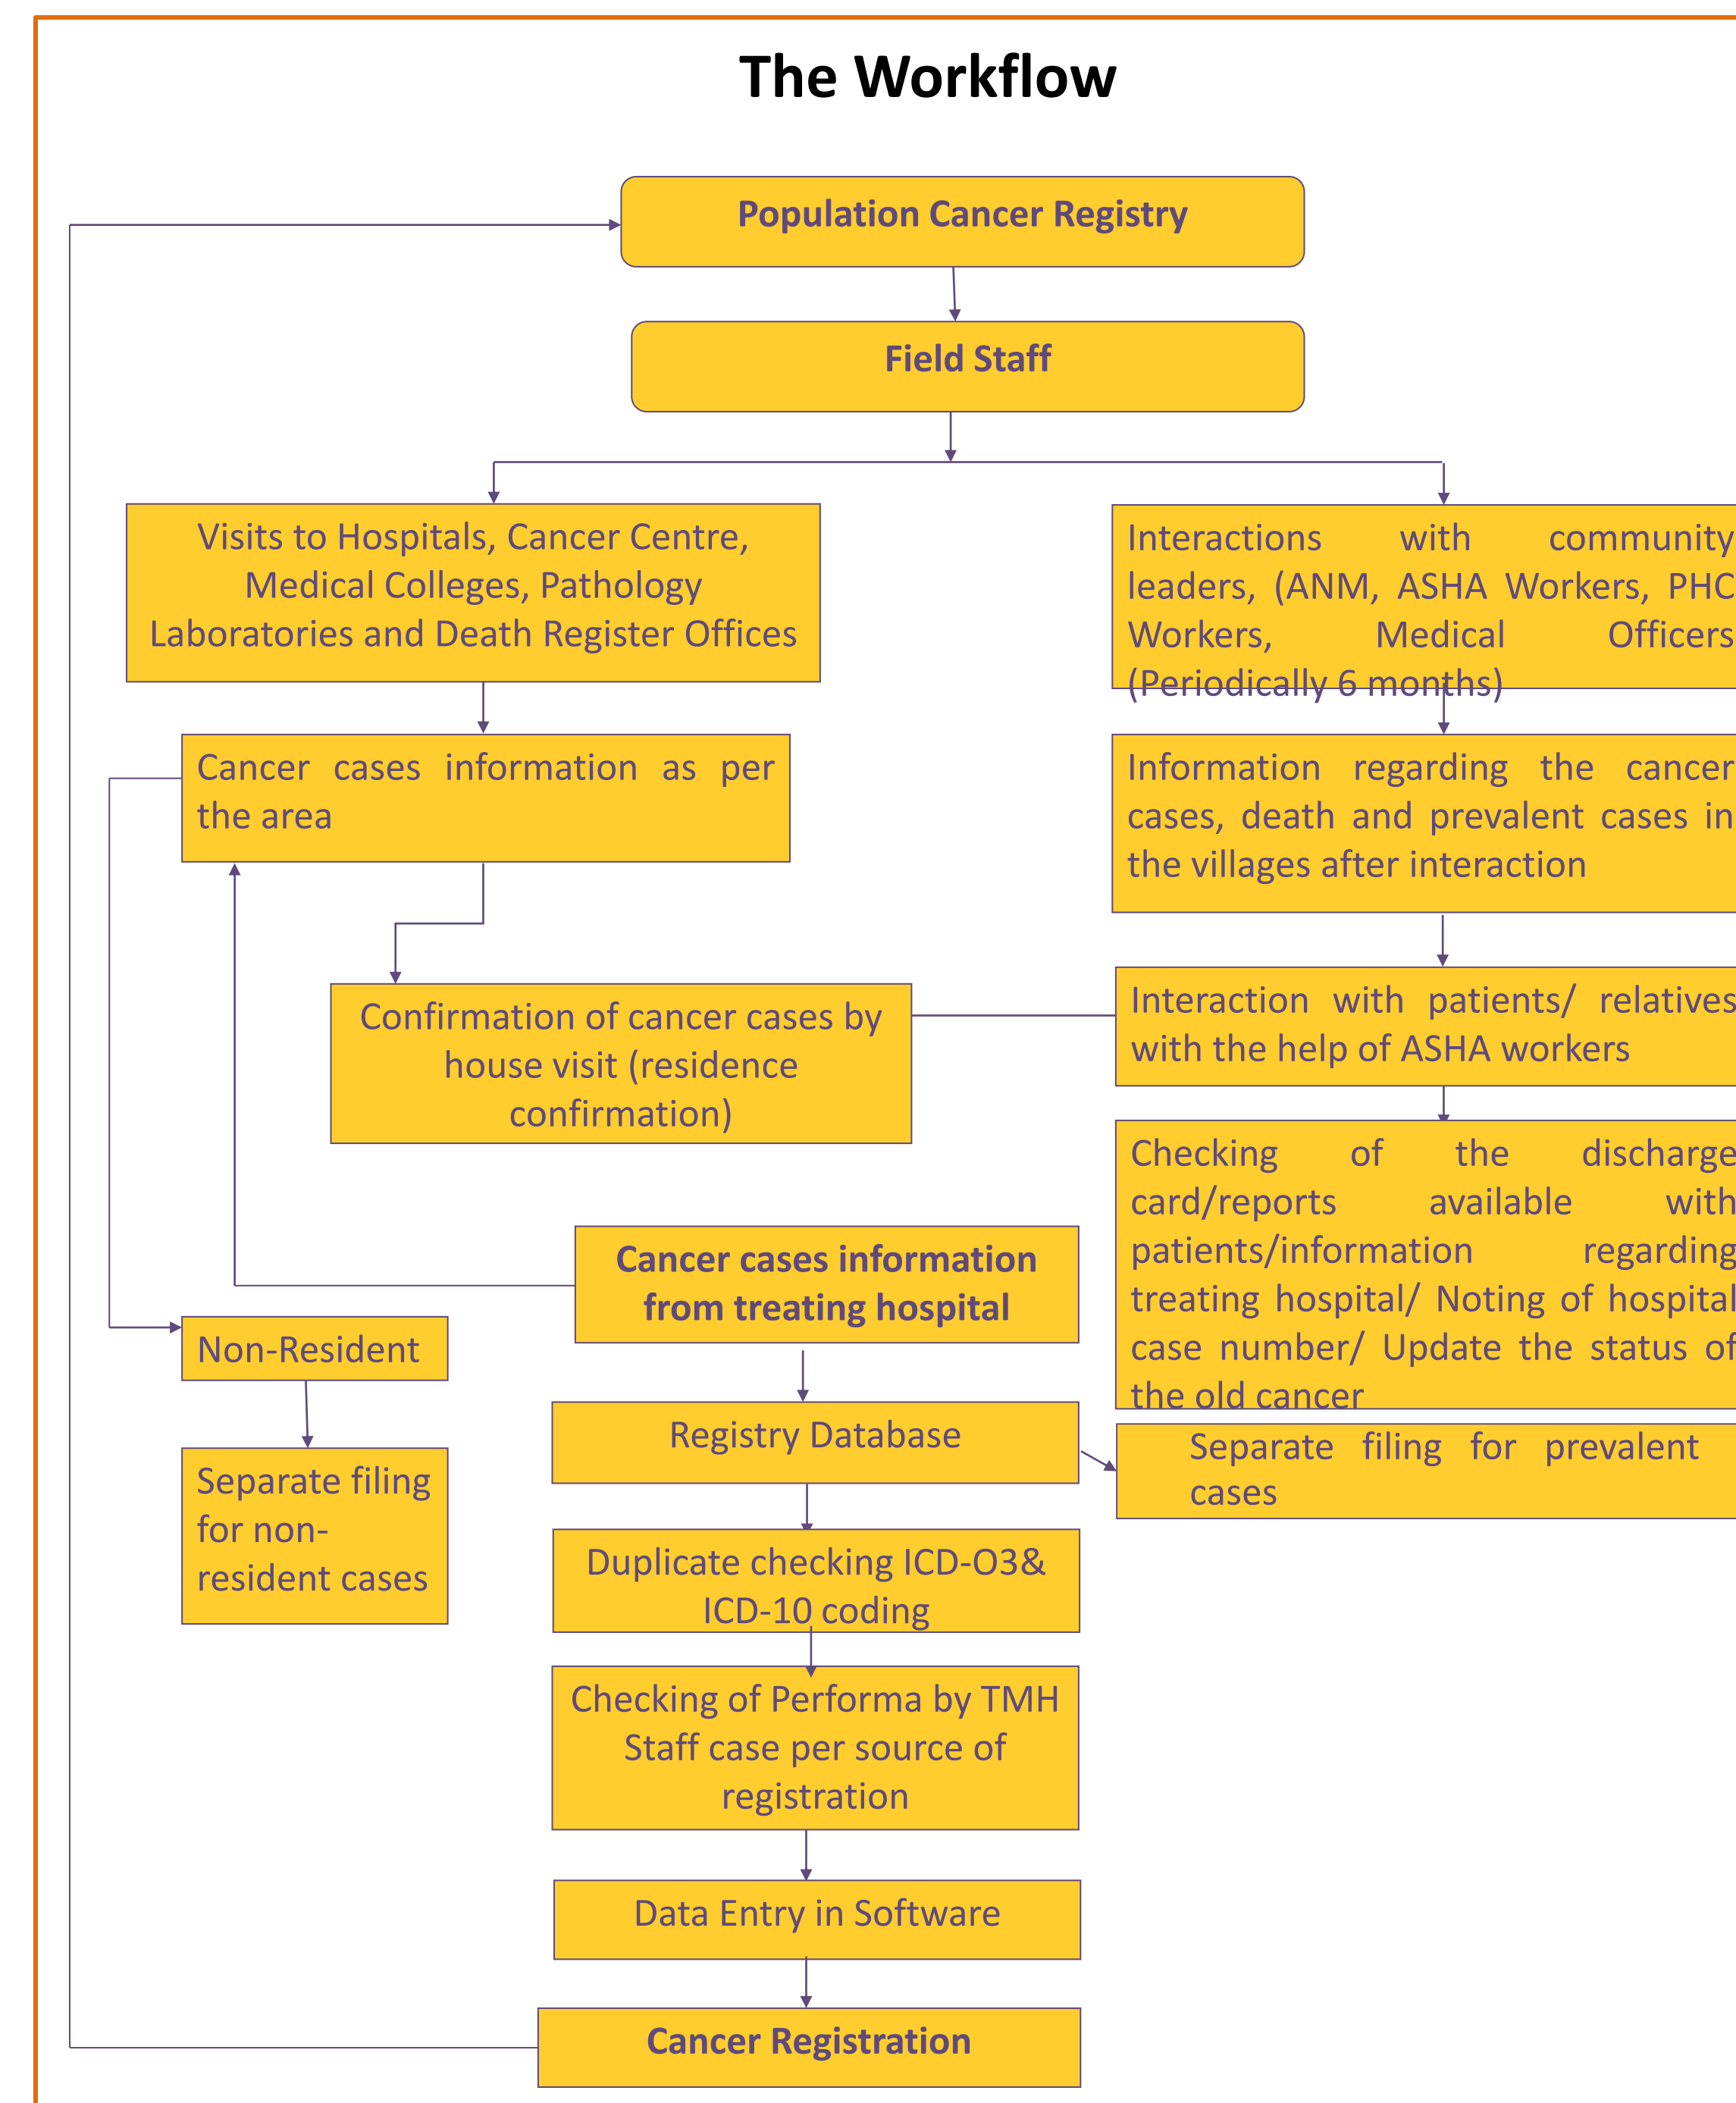 The Workflow
Population Cancer Registry
Field Staff
Visits to Hospitals, Cancer Centre,
Medical Colleges, Pathology
Laboratories and Death Register Offices
Interactions with community
leaders, (ANM, ASHA Workers, PHC
Workers, Medical Officers
(Periodically 6 months)
Cancer cases information as per
the area
Information regarding the cancer
cases, death and prevalent cases in
the villages after interaction
Confirmation of cancer cases by
house visit (residence
confirmation)
Interaction with patients/ relatives
with the help of ASHA workers
Checking of the discharge
card/reports available with
patients/information regarding
treating hospital/ Noting of hospital
case number/ Update the status of
the old cancer
Cancer cases information
from treating hospital
Non-Resident
Registry Database
Separate filing for prevalent
cases
Separate filing
for non-
resident cases
Duplicate checking ICD-O3&
ICD-10 coding
Checking of Performa by TMH
Staff case per source of
registration
Data Entry in Software
Cancer Registration